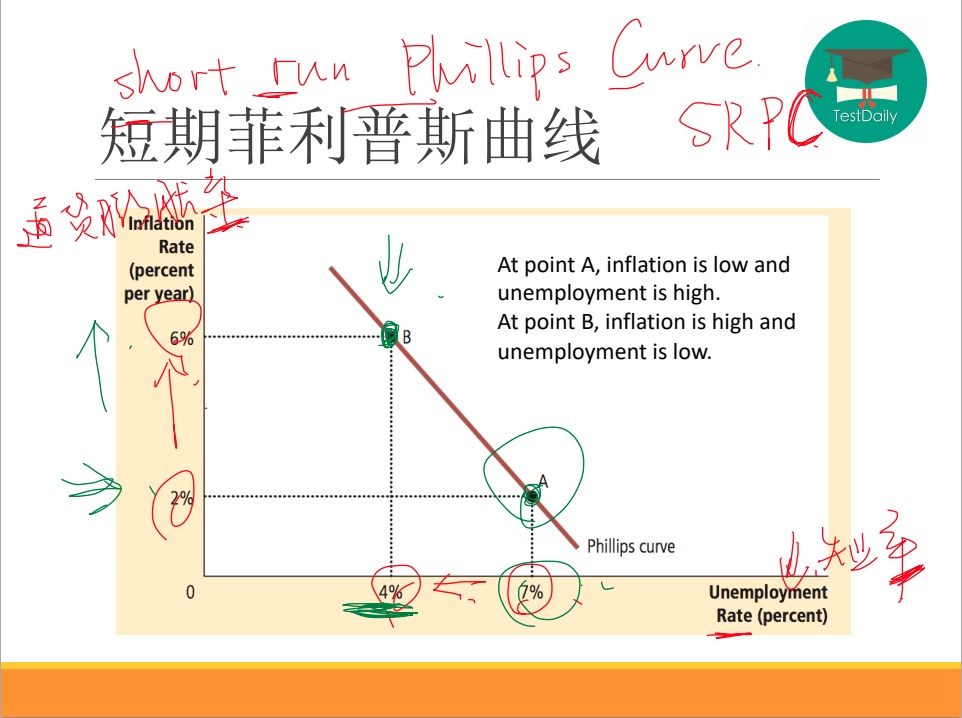 short run Phillips Curve.
SRPC
TestDaily
短期菲利普斯曲线
通货膨胀率
Inflation
Rate
(percent
per year)
At point A, inflation is low and
unemployment is high.
At point B, inflation is high and
unemployment is low.
6%
B
A
2%
Phillips curve
失业率
0
4%
7%
Unemployment
Rate (percent)